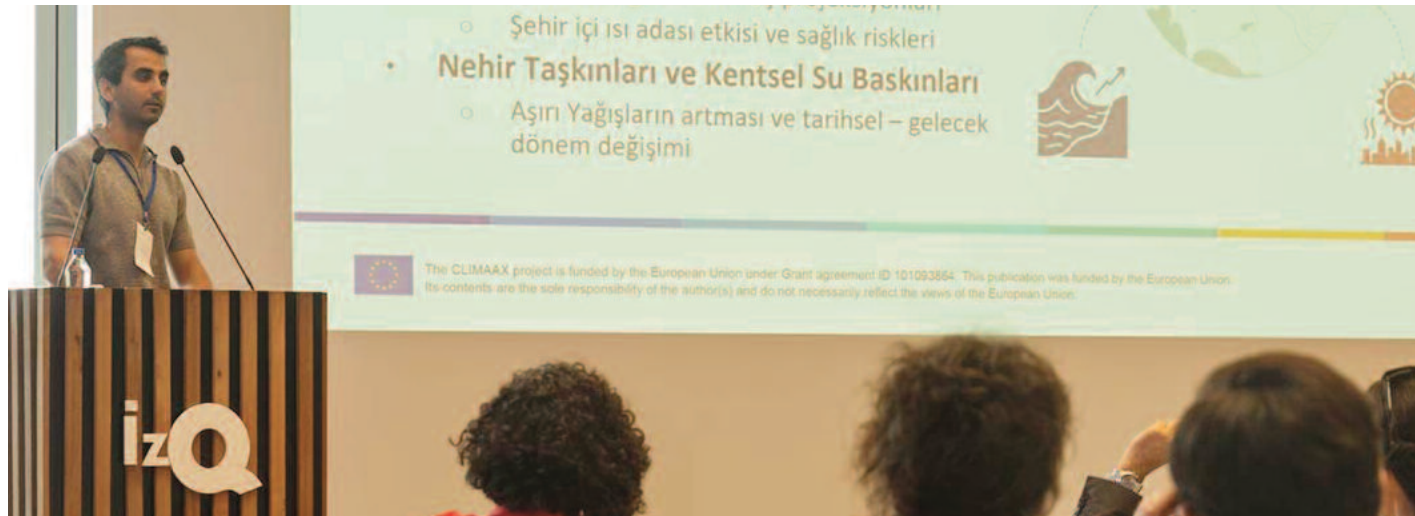 Şehir içi ısı adası etkisi ve sağlık riskleri
Nehir Taşkınları ve Kentsel Su Baskınları
Aşırı Yağışların artması ve tarihsel – gelecek
dönem değişimi
The CLIMAAX project is funded by the European Union under Grant agreement ID 101093864. This publication was funded by the European Union.
Its contents are the sole responsibility of the author(s) and do not necessarily reflect the views of the European Union.
izQ